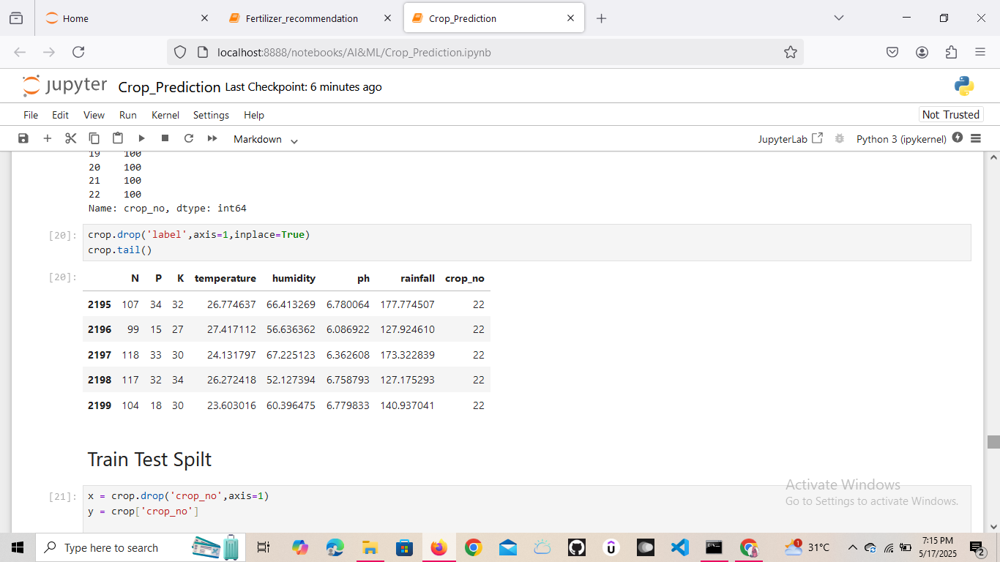 Home
Fertilizer_recommendation
Crop_Prediction
localhost:8888/notebooks/AI&ML/Crop_Prediction.ipynb
jupyter Crop_Prediction Last Checkpoint: 6 minutes ago
File Edit View Run Kernel Settings Help
Not Trusted
Markdown
JupyterLab
Python 3 (ipykernel)
19 100
20 100
21 100
22 100
Name: crop_no, dtype: int64
[20]: crop.drop('label',axis=1,inplace=True)
crop.tail()
[20]: N P K temperature humidity ph rainfall crop_no
2195 107 34 32 26.774637 66.413269 6.780064 177.774507 22
2196 99 15 27 27.417112 56.636362 6.086922 127.924610 22
2197 118 33 30 24.131797 67.225123 6.362608 173.322839 22
2198 117 32 34 26.272418 52.127394 6.758793 127.175293 22
2199 104 18 30 23.603016 60.396475 6.779833 140.937041 22
Train Test Spilt
[21]: x = crop.drop('crop_no',axis=1)
y = crop['crop_no']
Activate Windows
Go to Settings to activate Windows.
Type here to search
1
31°C
7:15 PM
5/17/2025
2